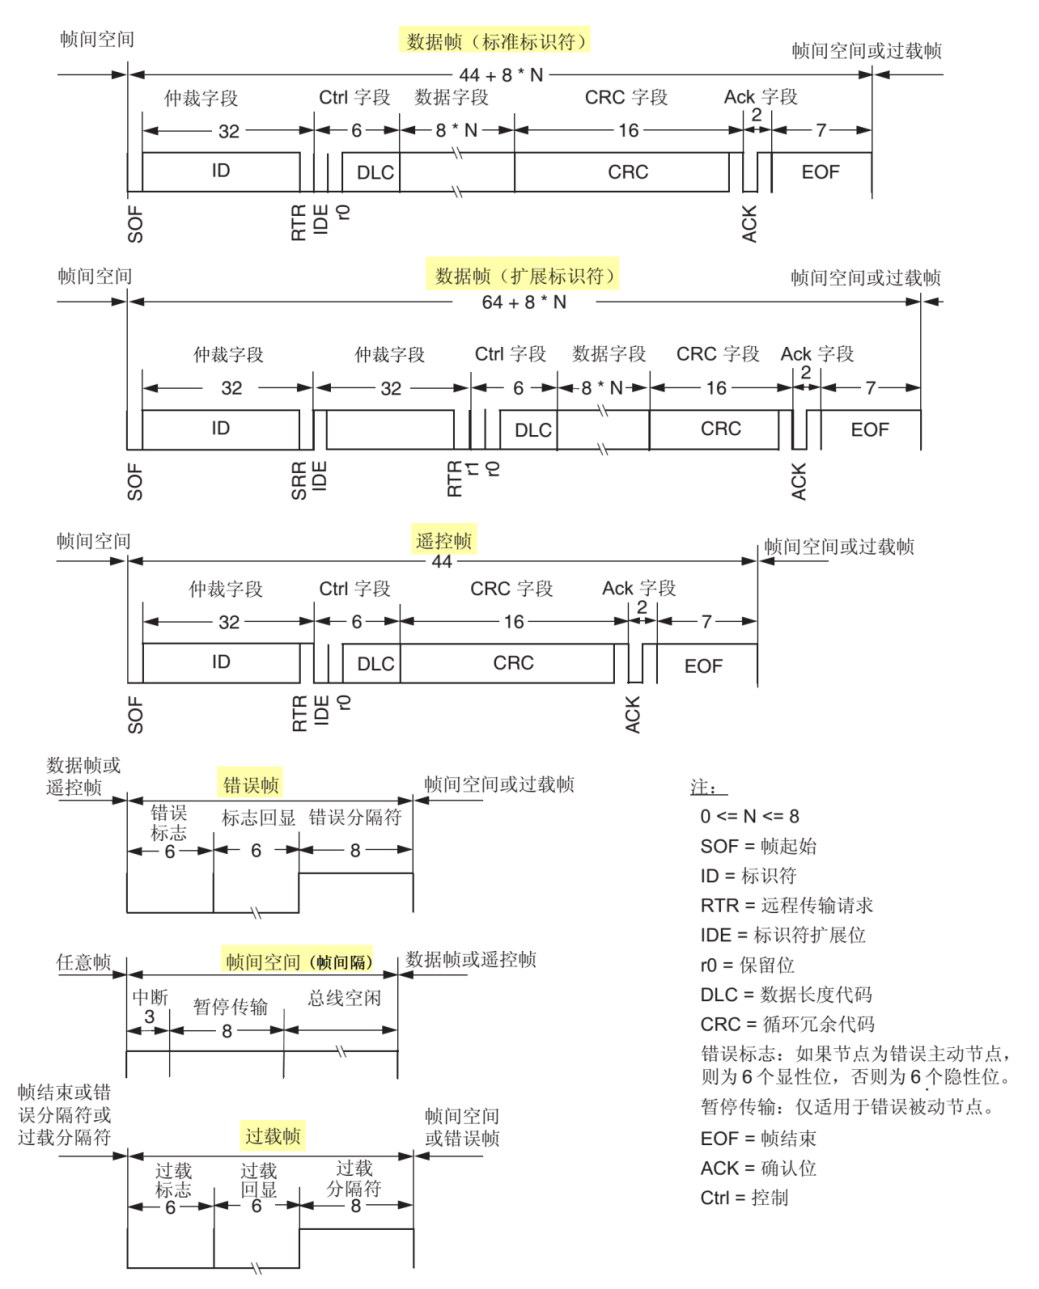 帧间空间
数据帧（标准标识符）
帧间空间或过载帧
44 + 8 * N
仲裁字段
Ctrl 字段
数据字段
CRC 字段
Ack 字段
32
6
8 * N
16
2
7
ID
DLC
CRC
EOF
SOF
RTR
IDE
r0
ACK
帧间空间
数据帧（扩展标识符）
帧间空间或过载帧
64 + 8 * N
仲裁字段
仲裁字段
Ctrl 字段
数据字段
CRC 字段
Ack 字段
32
32
6
8 * N
16
2
7
ID
DLC
CRC
EOF
SOF
SRR
IDE
RTR
r1
r0
ACK
帧间空间
遥控帧
帧间空间或过载帧
44
仲裁字段
Ctrl 字段
CRC 字段
Ack 字段
32
6
16
2
7
ID
DLC
CRC
EOF
SOF
RTR
IDE
r0
ACK
数据帧或
遥控帧
错误帧
帧间空间或过载帧
错误
标志
标志回显
错误分隔符
6
6
8
任意帧
帧间空间（帧间隔）
数据帧或遥控帧
中断
3
暂停传输
8
总线空闲
帧结束或错
误分隔符或
过载分隔符
过载帧
帧间空间
或错误帧
过载
标志
过载
回显
过载
分隔符
6
6
8
注：
0 <= N <= 8
SOF = 帧起始
ID = 标识符
RTR = 远程传输请求
IDE = 标识符扩展位
r0 = 保留位
DLC = 数据长度代码
CRC = 循环冗余代码
错误标志：如果节点为错误主动节点，
则为 6 个显性位，否则为 6 个隐性位。
暂停传输：仅适用于错误被动节点。
EOF = 帧结束
ACK = 确认位
Ctrl = 控制